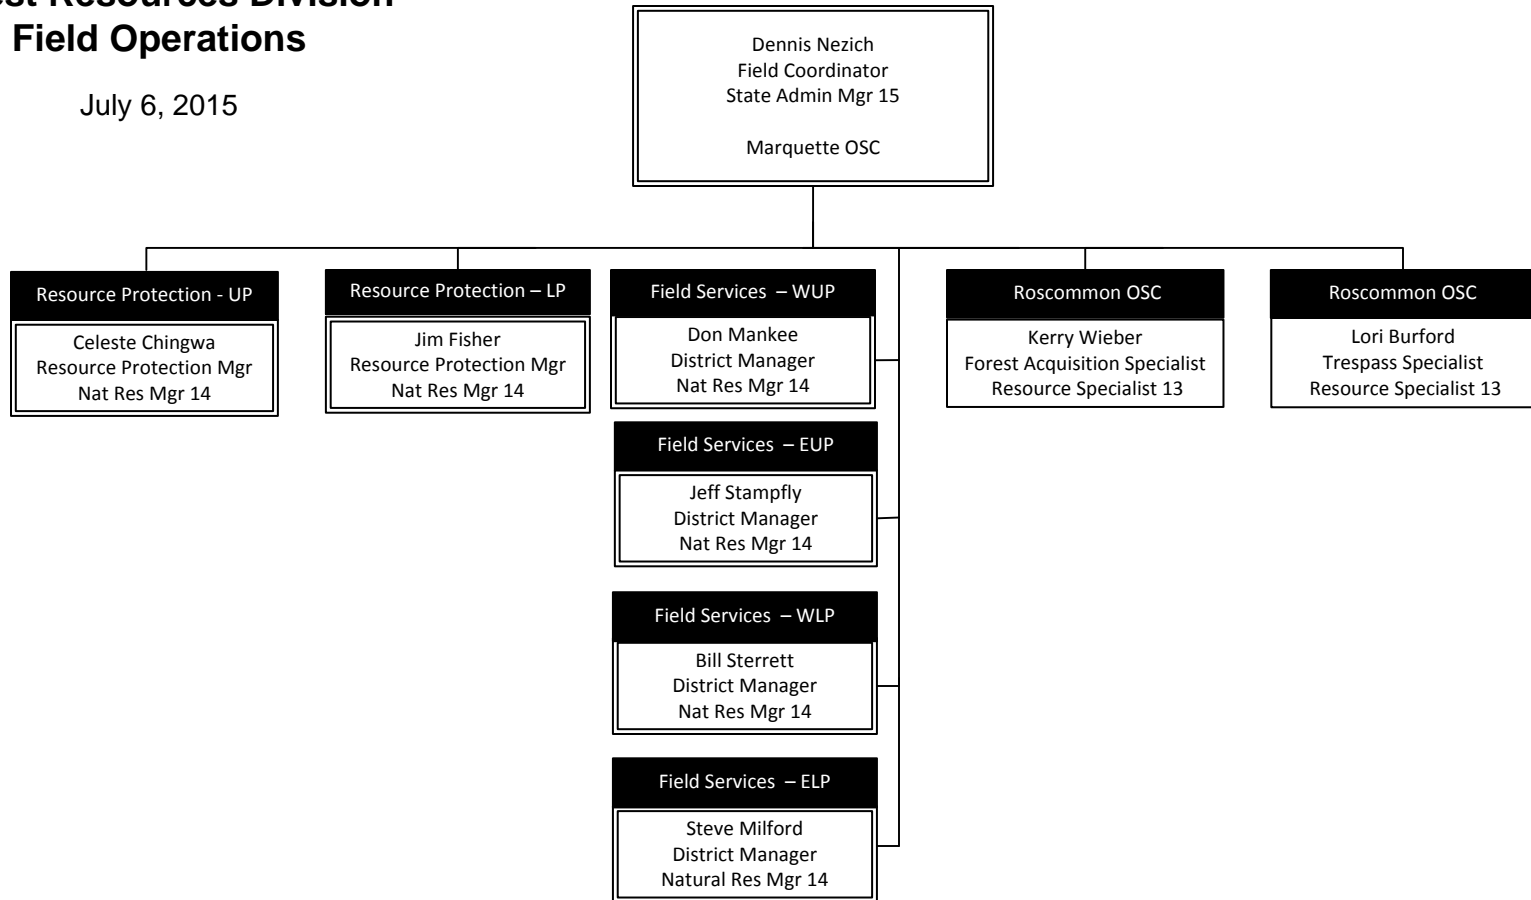 Resources Division
Field Operations
July 6, 2015
Dennis Nezich
Field Coordinator
State Admin Mgr 15
Marquette OSC
Resource Protection - UP
Celeste Chingwa
Resource Protection Mgr
Nat Res Mgr 14
Resource Protection – LP
Jim Fisher
Resource Protection Mgr
Nat Res Mgr 14
Field Services – WUP
Don Mankee
District Manager
Nat Res Mgr 14
Roscommon OSC
Kerry Wieber
Forest Acquisition Specialist
Resource Specialist 13
Roscommon OSC
Lori Burford
Trespass Specialist
Resource Specialist 13
Field Services – EUP
Jeff Stampfly
District Manager
Nat Res Mgr 14
Field Services – WLP
Bill Sterrett
District Manager
Nat Res Mgr 14
Field Services – ELP
Steve Milford
District Manager
Natural Res Mgr 14